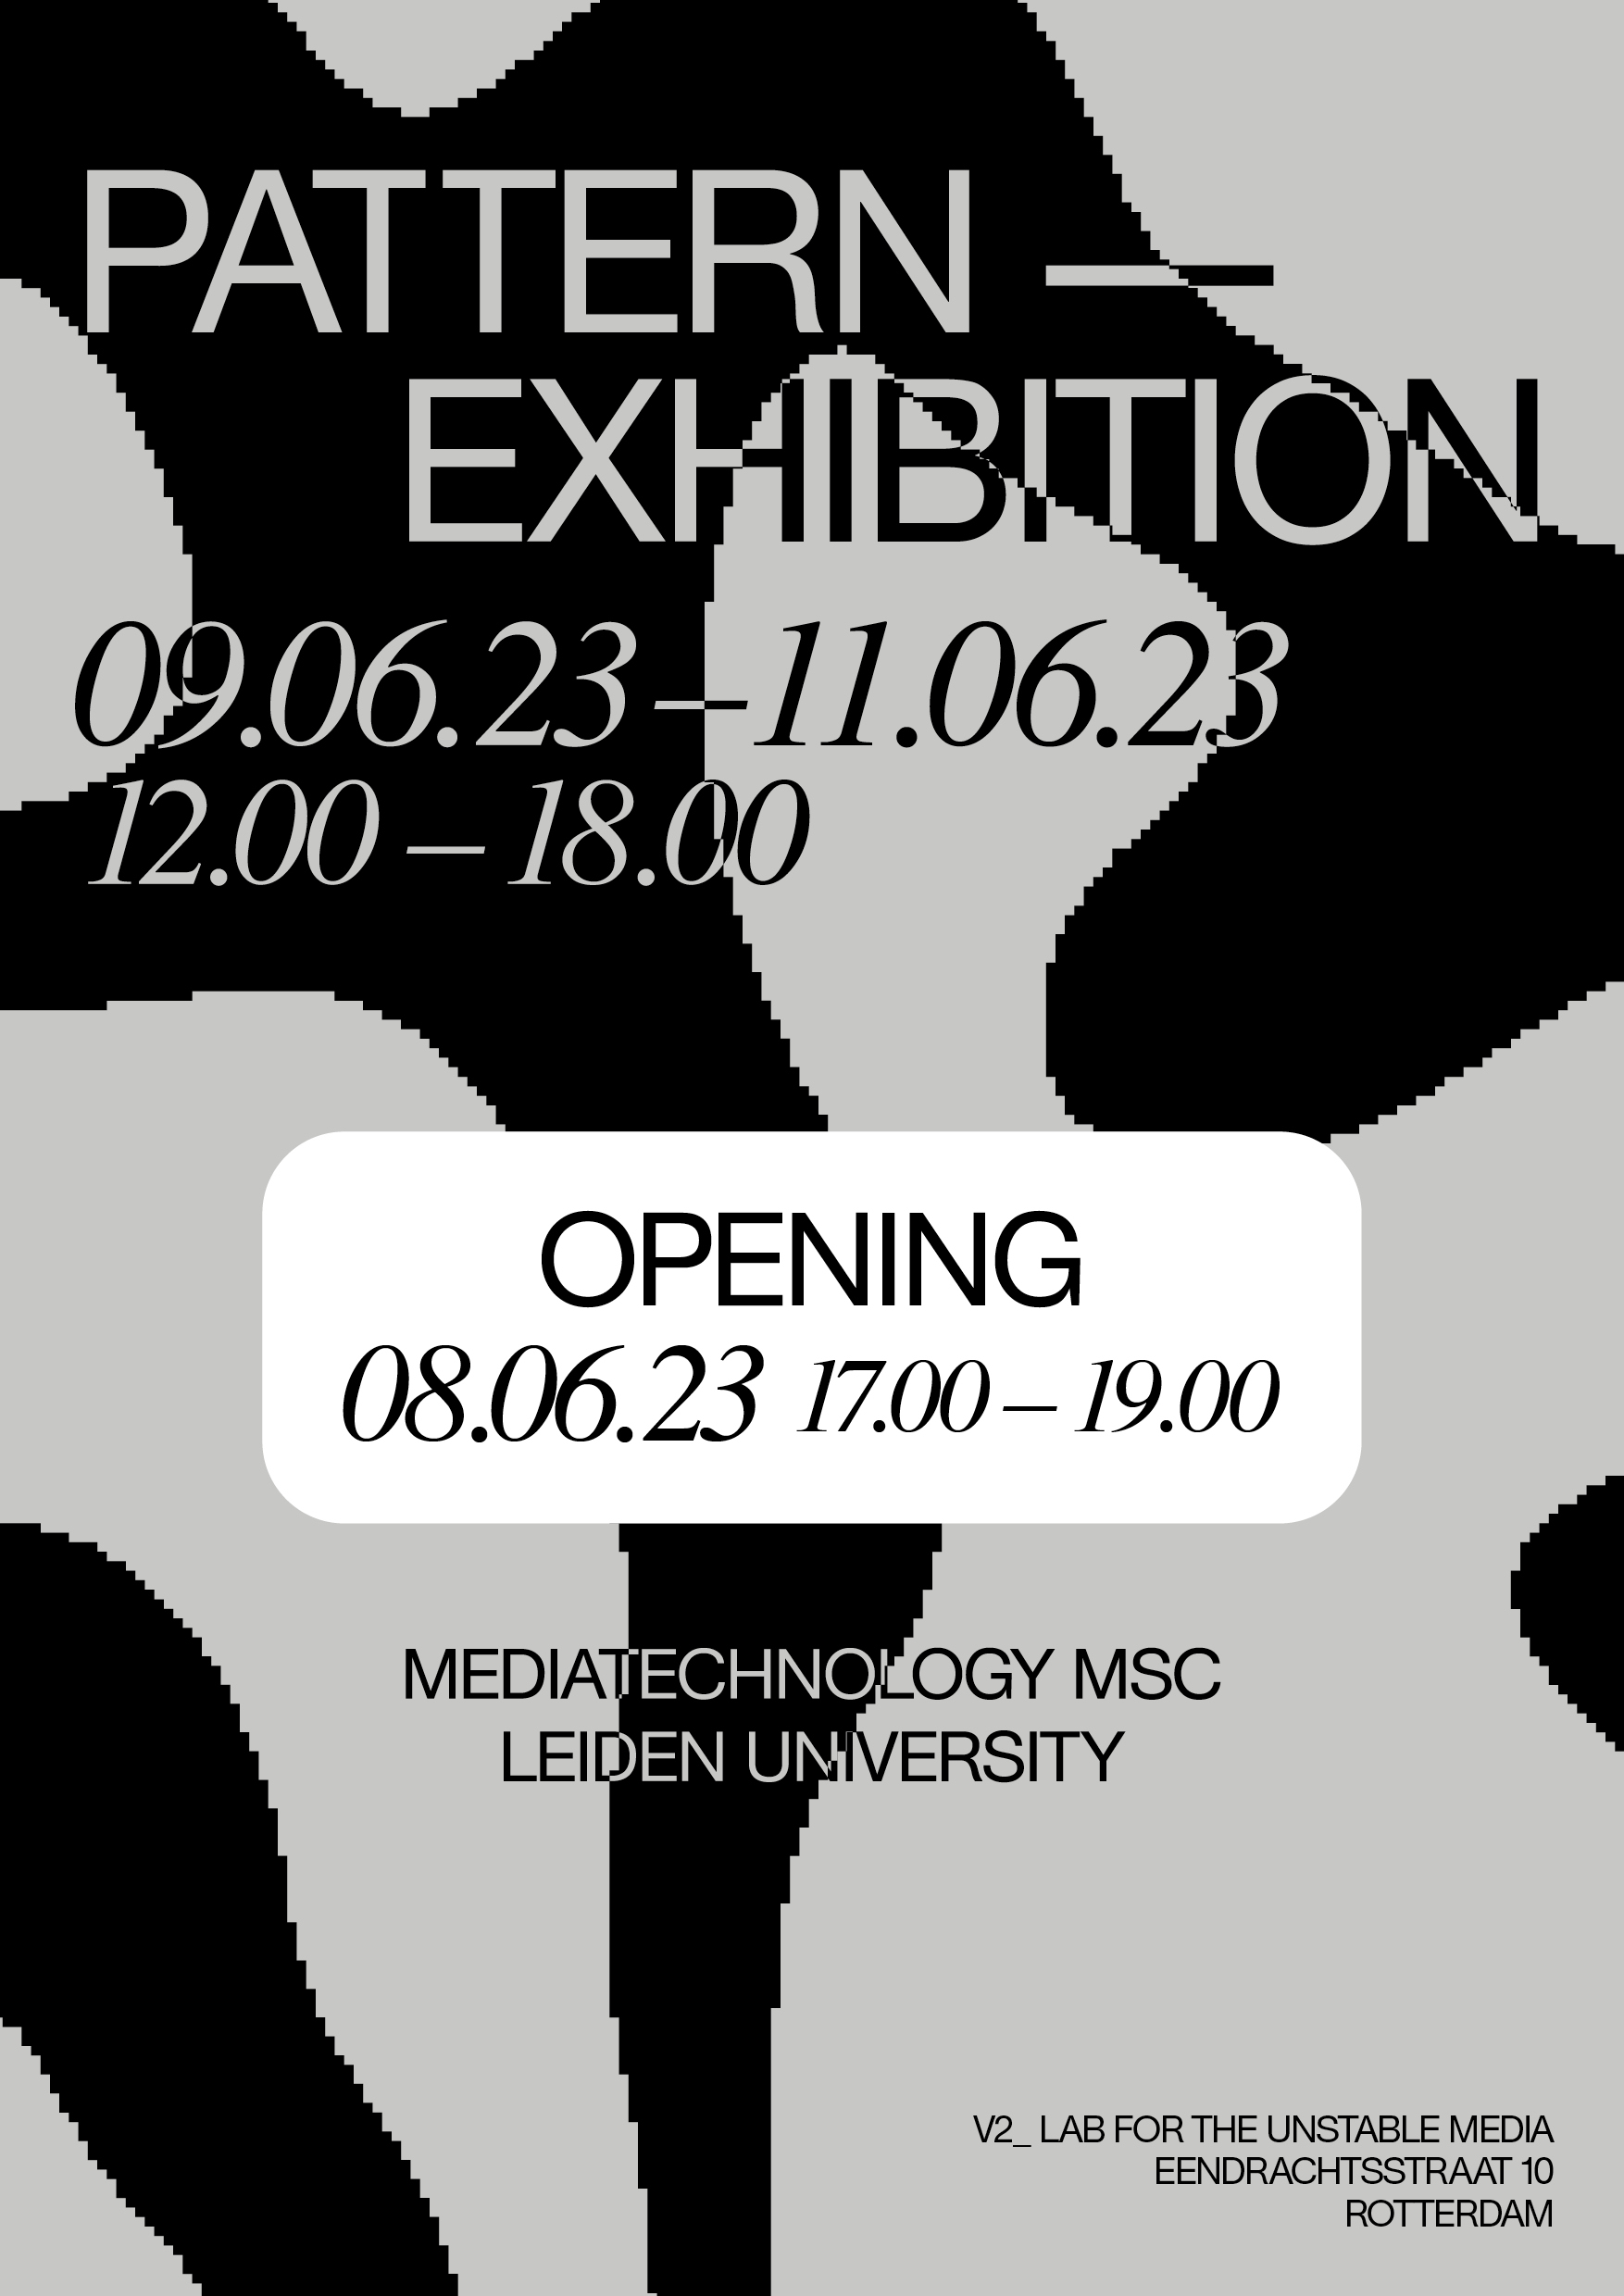 PATTERN —
EXHIBITION
09.06.23 – 11.06.23
12.00 – 18.00
OPENING
08.06.23 17.00 – 19.00
MEDIATECHNOLOGY MSC
LEIDEN UNIVERSITY
V2_ LAB FOR THE UNSTABLE MEDIA
EENDRACHTSSTRAAT 10
ROTTERDAM